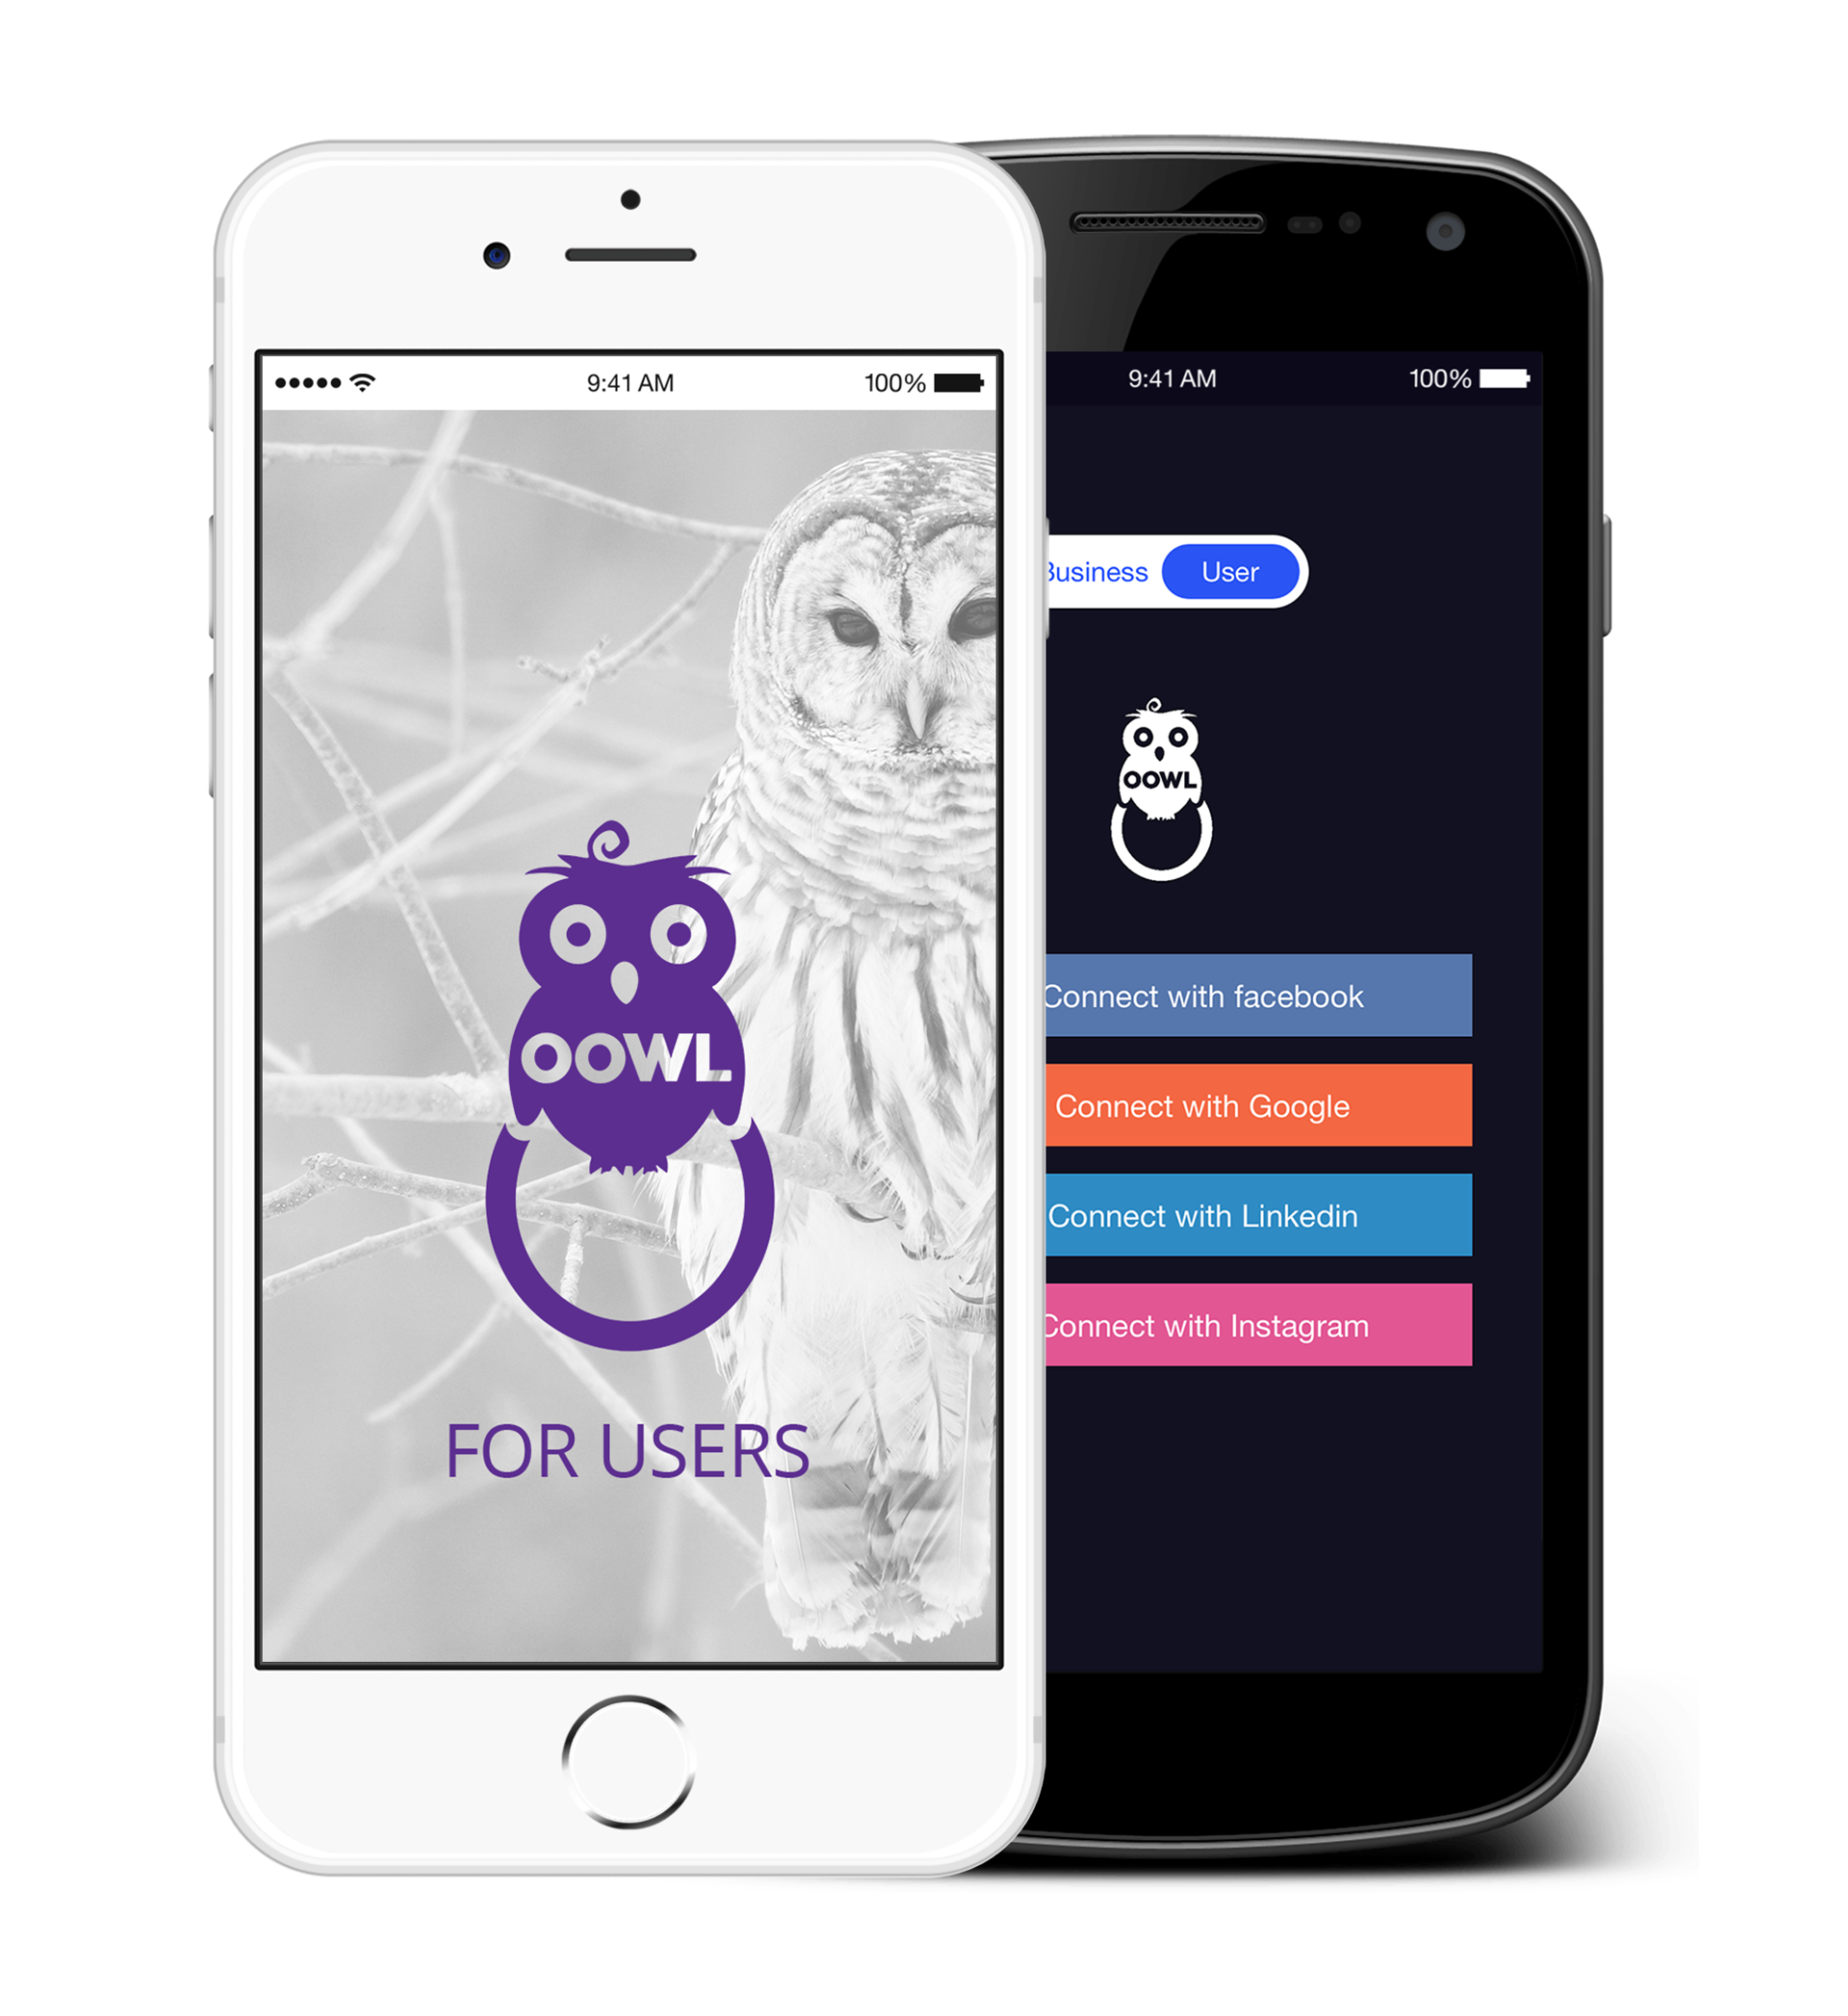 9:41 AM
100%
OOWL
FOR USERS
9:41 AM
100%
Business
User
OOWL
Connect with facebook
Connect with Google
Connect with Linkedin
Connect with Instagram